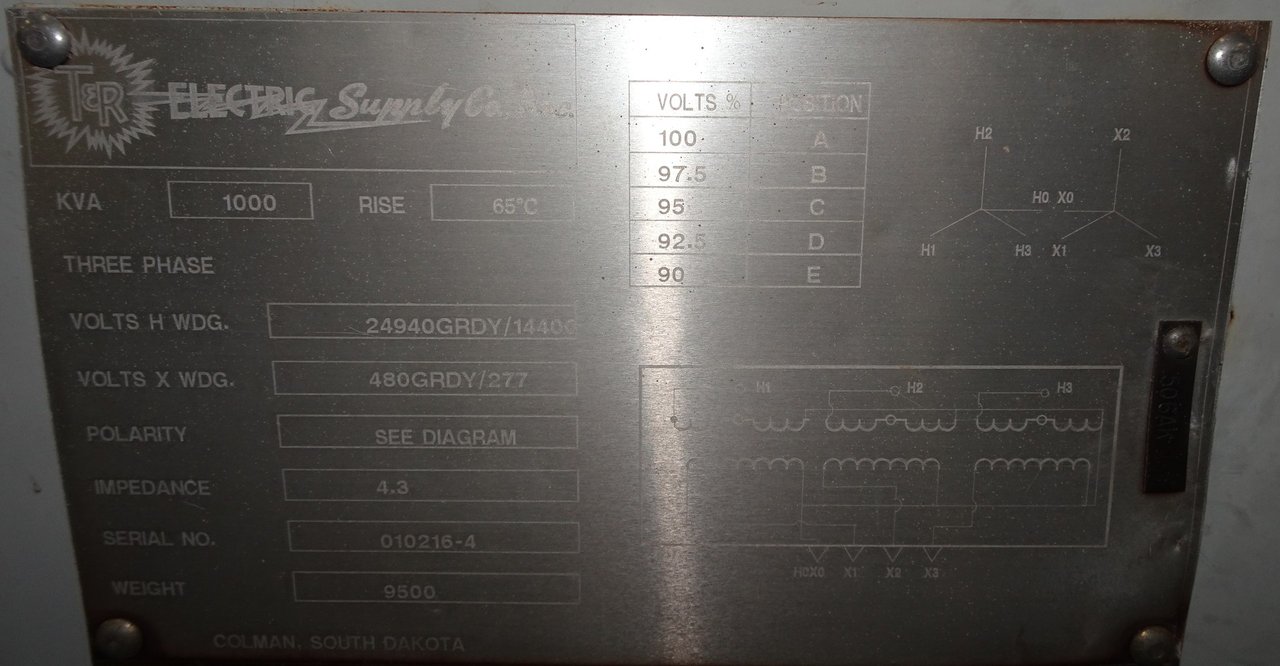 T&R ELECTRIC Supply Co., Inc.
KVA 1000 RISE 65°C
THREE PHASE
VOLTS H WDG. 24940GRDY/14400
VOLTS X WDG. 480GRDY/277
POLARITY SEE DIAGRAM
IMPEDANCE 4.3
SERIAL NO. 010216-4
WEIGHT 9500
COLMAN, SOUTH DAKOTA
VOLTS % POSITION
100 A
97.5 B
95 C
92.5 D
90 E
H2 X2
H0 X0
H1 H3 X1 X3
H1 H2 H3
H0X0 X1 X2 X3